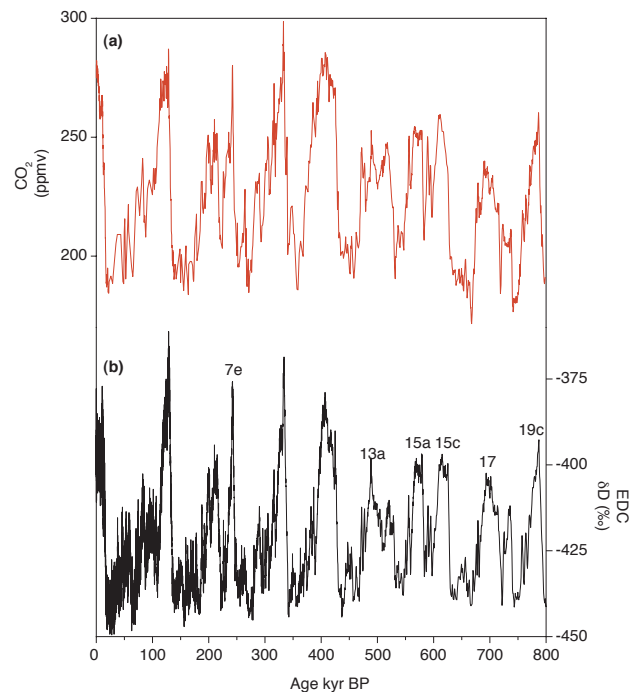 300
(a)
250
CO2
(ppmv)
200
(b)
7e
-375
19c
15a 15c
13a
17
-400
EDC
δD (‰)
-425
-450
0 100 200 300 400 500 600 700 800
Age kyr BP